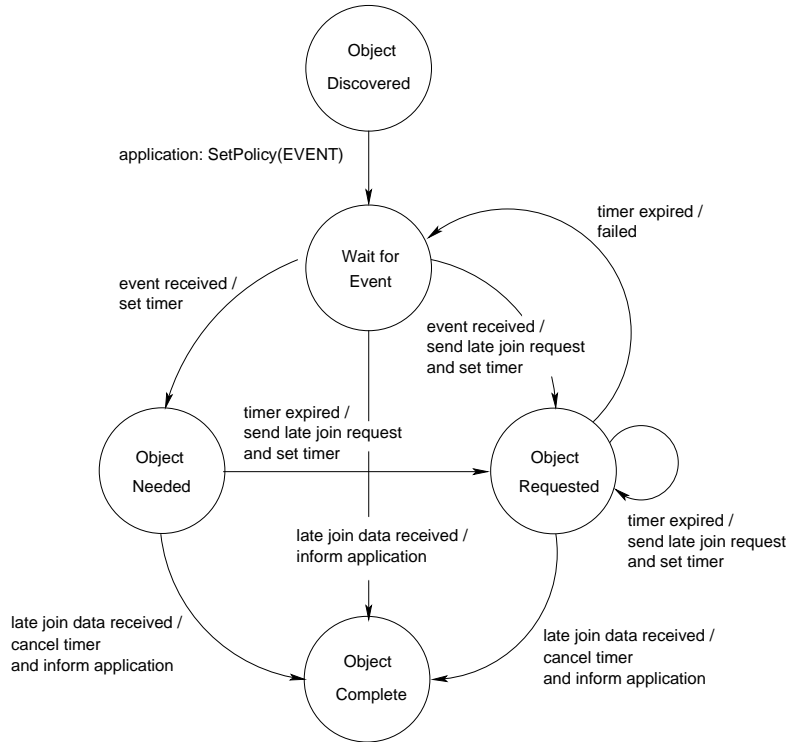 Object
Discovered
application: SetPolicy(EVENT)
timer expired /
failed
Wait for
Event
event received /
set timer
event received /
send late join request
and set timer
timer expired /
send late join request
and set timer
Object
Needed
Object
Requested
timer expired /
send late join request
and set timer
late join data received /
inform application
late join data received /
cancel timer
and inform application
late join data received /
cancel timer
and inform application
Object
Complete